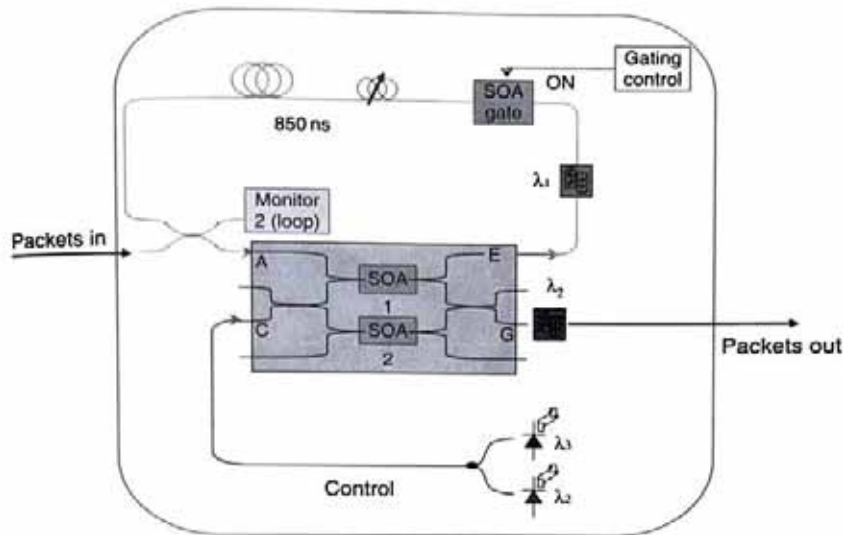 Gating
control
ON
SOA
gate
850 ns
λ₁
Monitor
2 (loop)
Packets in
A
E
SOA
λ₂
1
SOA
C
G
2
Packets out
λ₃
Control
λ₂